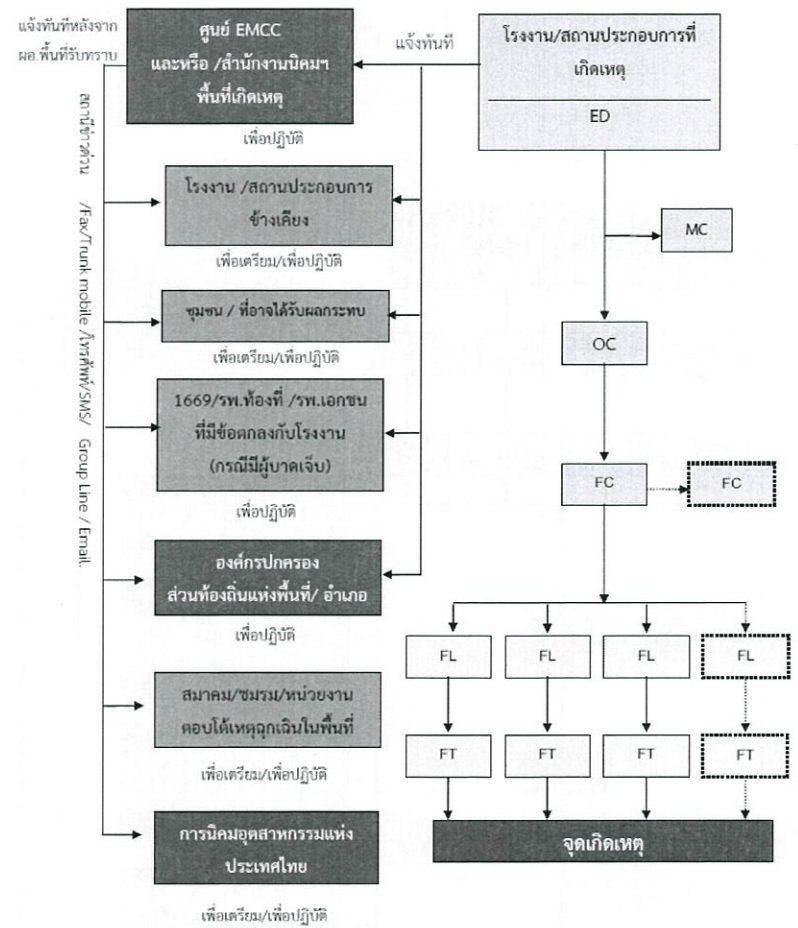 แจ้งทันทีหลังจาก
ผอ.พื้นที่รับทราบ
ศูนย์ EMCC
และหรือ /สำนักงานนิคมฯ
พื้นที่เกิดเหตุ
เพื่อปฏิบัติ
แจ้งทันที
โรงงาน/สถานประกอบการที่
เกิดเหตุ
ED
สถานีข่าวด่วน /Fax/Trunk mobile /โทรศัพท์/SMS/ Group Line / Email.
โรงงาน /สถานประกอบการ
ข้างเคียง
เพื่อเตรียม/เพื่อปฏิบัติ
MC
ชุมชน / ที่อาจได้รับผลกระทบ
เพื่อเตรียม/เพื่อปฏิบัติ
OC
1669/รพ.ท้องที่ /รพ.เอกชน
ที่มีข้อตกลงกับโรงงาน
(กรณีมีผู้บาดเจ็บ)
เพื่อปฏิบัติ
FC FC
องค์กรปกครอง
ส่วนท้องถิ่นแห่งพื้นที่/ อำเภอ
เพื่อปฏิบัติ
FL FL FL FL
สมาคม/ชมรม/หน่วยงาน
ตอบโต้เหตุฉุกเฉินในพื้นที่
เพื่อเตรียม/เพื่อปฏิบัติ
FT FT FT FT
การนิคมอุตสาหกรรมแห่ง
ประเทศไทย
เพื่อเตรียม/เพื่อปฏิบัติ
จุดเกิดเหตุ